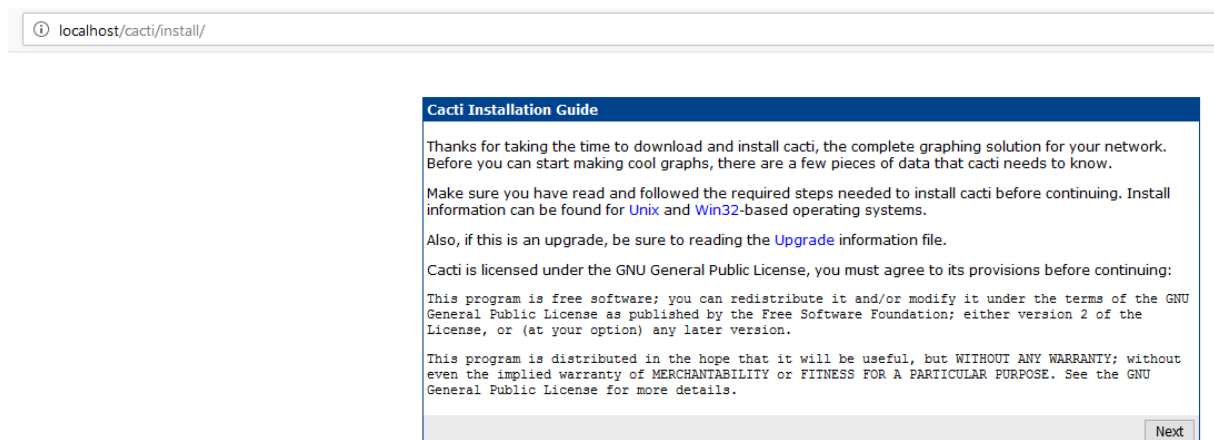 localhost/cacti/install/
Cacti Installation Guide
Thanks for taking the time to download and install cacti, the complete graphing solution for your network.
Before you can start making cool graphs, there are a few pieces of data that cacti needs to know.
Make sure you have read and followed the required steps needed to install cacti before continuing. Install
information can be found for Unix and Win32-based operating systems.
Also, if this is an upgrade, be sure to reading the Upgrade information file.
Cacti is licensed under the GNU General Public License, you must agree to its provisions before continuing:
This program is free software; you can redistribute it and/or modify it under the terms of the GNU
General Public License as published by the Free Software Foundation; either version 2 of the
License, or (at your option) any later version.
This program is distributed in the hope that it will be useful, but WITHOUT ANY WARRANTY; without
even the implied warranty of MERCHANTABILITY or FITNESS FOR A PARTICULAR PURPOSE. See the GNU
General Public License for more details.
Next